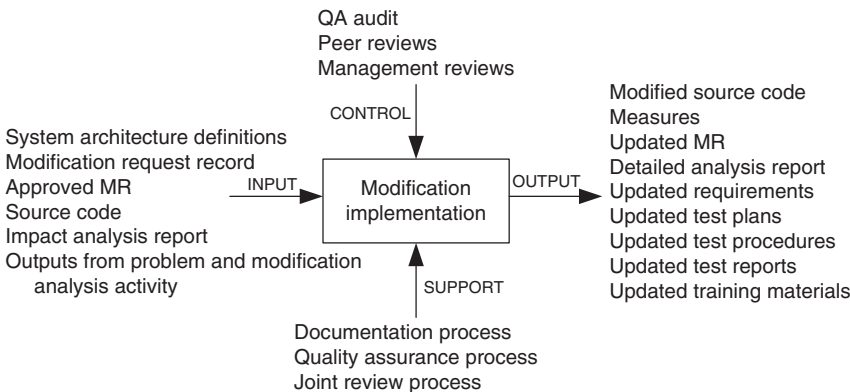 QA audit
Peer reviews
Management reviews
CONTROL
System architecture definitions
Modification request record
Approved MR
Source code
Impact analysis report
Outputs from problem and modification
analysis activity
INPUT
Modification
implementation
OUTPUT
Modified source code
Measures
Updated MR
Detailed analysis report
Updated requirements
Updated test plans
Updated test procedures
Updated test reports
Updated training materials
SUPPORT
Documentation process
Quality assurance process
Joint review process